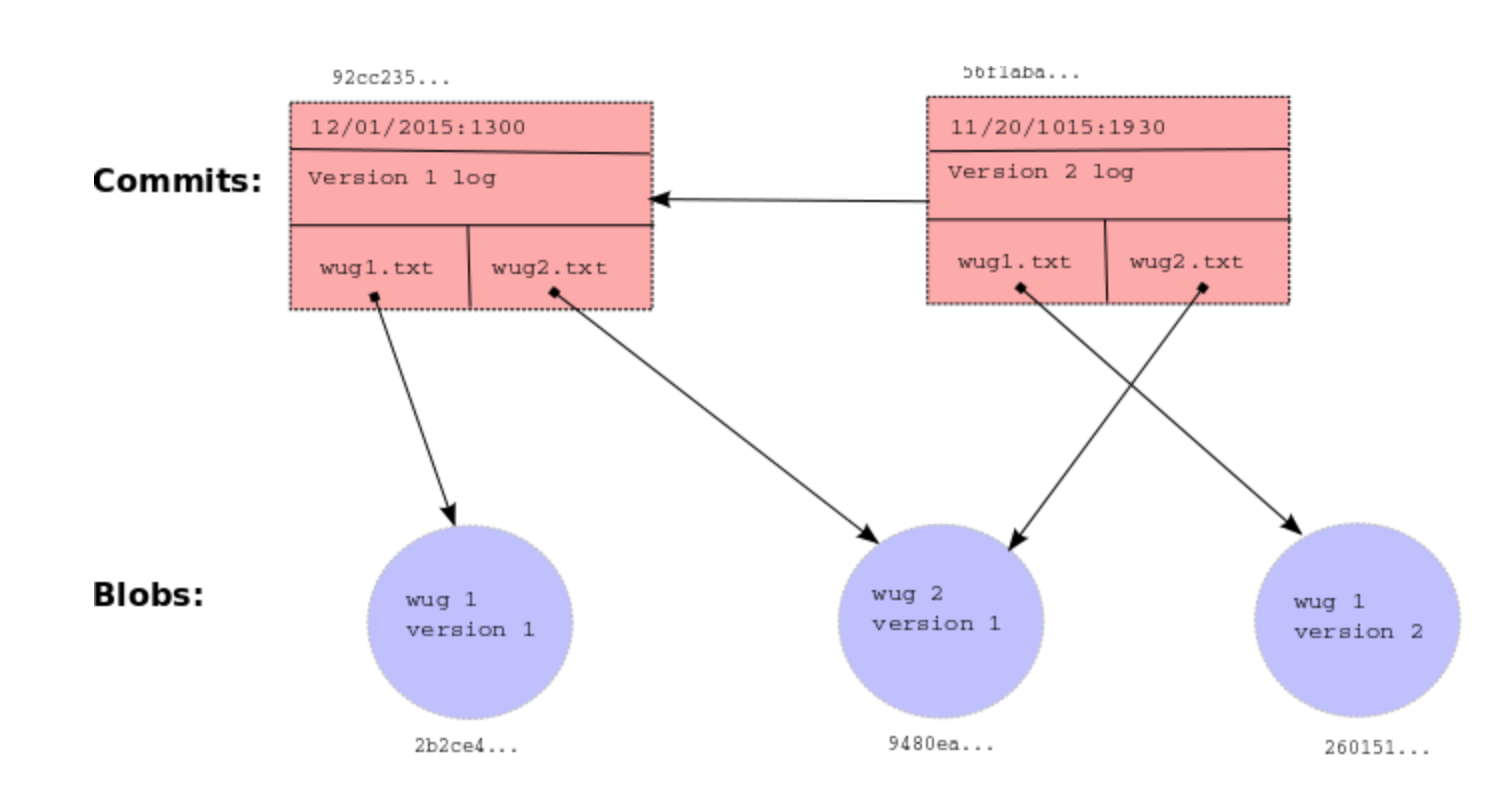 92cc235...
56f1aba...
12/01/2015:1300
11/20/1015:1930
Commits:
Version 1 log
Version 2 log
wug1.txt
wug2.txt
wug1.txt
wug2.txt
Blobs:
wug 1
version 1
wug 2
version 1
wug 1
version 2
2b2ce4...
9480ea...
260151...